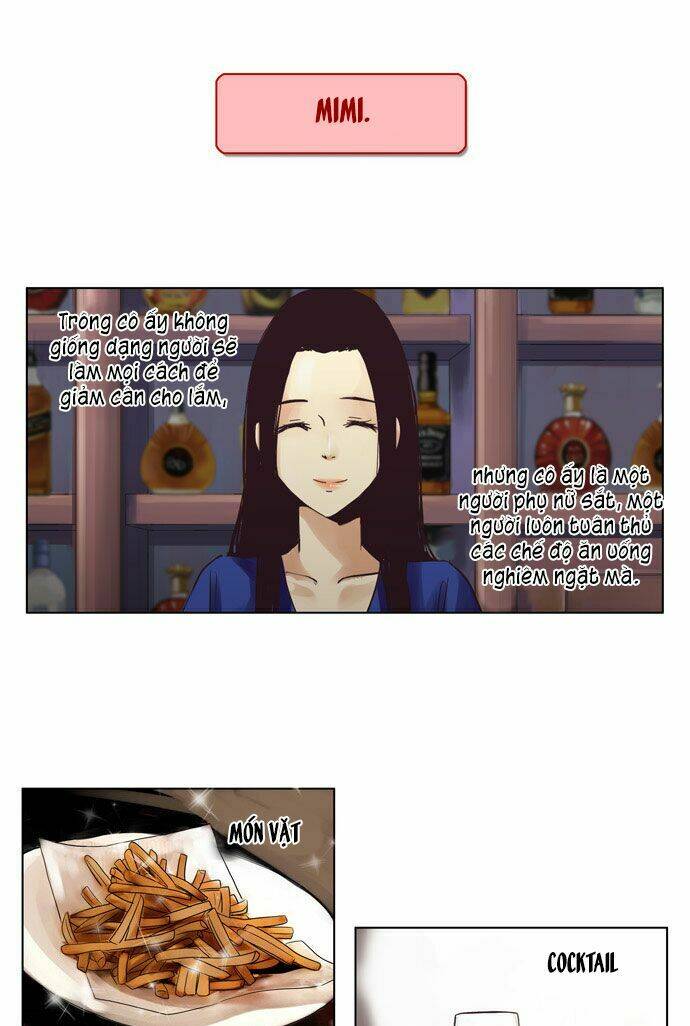 MIMI.
Trông cô ấy không
giống dạng người sẽ
làm mọi cách để
giảm cân cho lắm,
nhưng cô ấy là một
người phụ nữ sắt, một
người luôn tuân thủ
các chế độ ăn uống
nghiêm ngặt mà.
MÓN VẶT
COCKTAIL